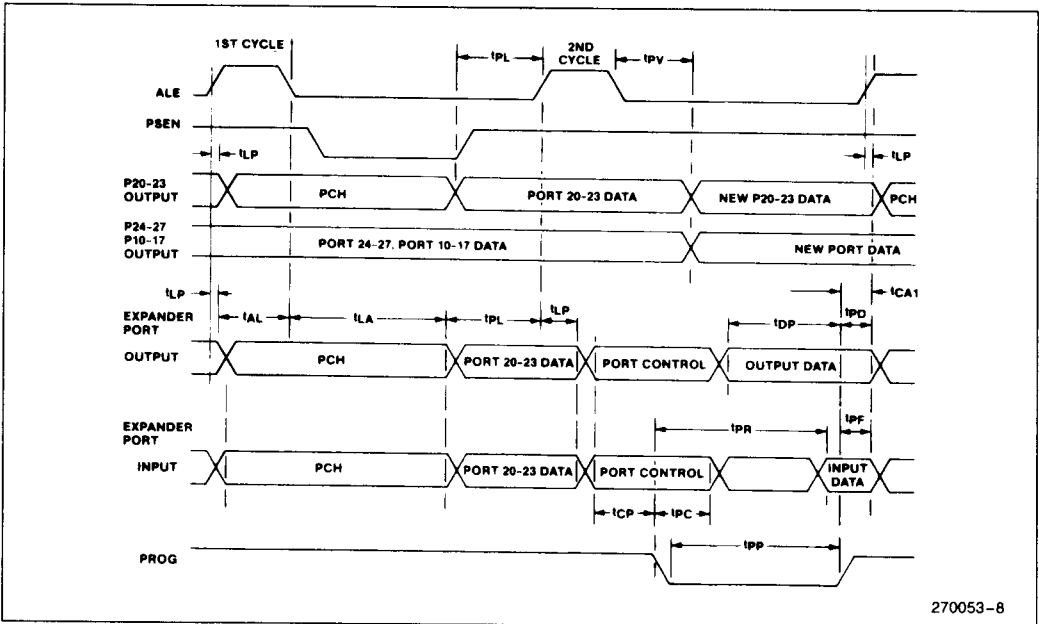 1ST CYCLE
tPL
2ND CYCLE
tPV
ALE
PSEN
tLP
tLP
P20-23 OUTPUT
PCH
PORT 20-23 DATA
NEW P20-23 DATA
PCH
P24-27
P10-17
OUTPUT
PORT 24-27, PORT 10-17 DATA
NEW PORT DATA
tLP
tCA1
tAL
tLA
tPL
tLP
tDP
tPD
EXPANDER
PORT
OUTPUT
PCH
PORT 20-23 DATA
PORT CONTROL
OUTPUT DATA
tPR
tPF
EXPANDER
PORT
INPUT
PCH
PORT 20-23 DATA
PORT CONTROL
INPUT
DATA
tCP
tPC
tPP
PROG
270053-8